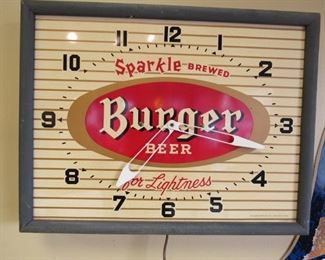 12
11 1
10 Sparkle BREWED 2
9 Burger 3
BEER
8 for Lightness 4
7 6 5